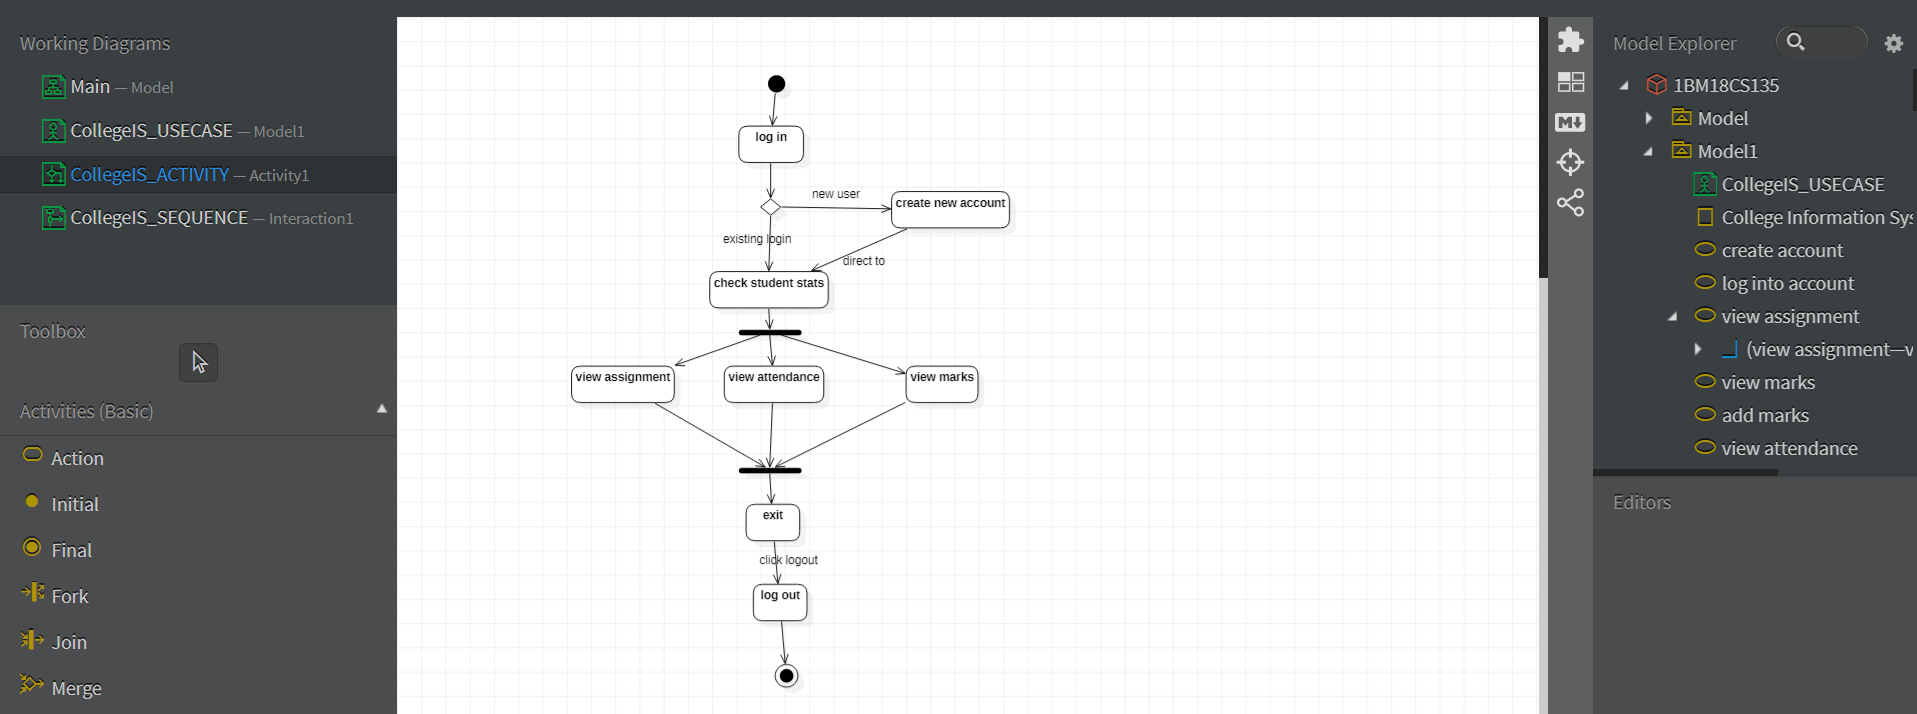 Working Diagrams
Main — Model
CollegeIS_USECASE — Model1
CollegeIS_ACTIVITY — Activity1
CollegeIS_SEQUENCE — Interaction1
Toolbox
Activities (Basic)
Action
Initial
Final
Fork
Join
Merge
log in
new user
create new account
existing login
direct to
check student stats
view assignment
view attendance
view marks
exit
click logout
log out
M
Model Explorer
1BM18CS135
Model
Model1
CollegeIS_USECASE
College Information Sys
create account
log into account
view assignment
(view assignment—v
view marks
add marks
view attendance
Editors